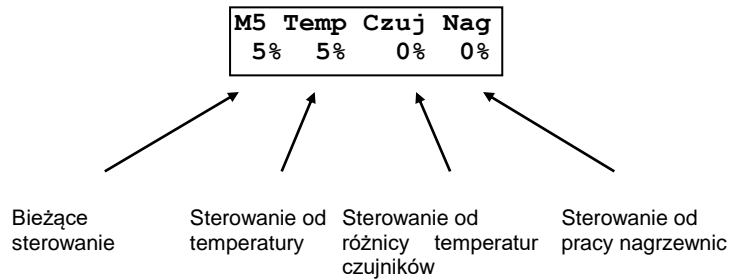 M5 Temp Czuj Nag
5% 5% 0% 0%
Bieżące
sterowanie
Sterowanie od
temperatury
Sterowanie od
różnicy temperatur
czujników
Sterowanie od
pracy nagrzewnic